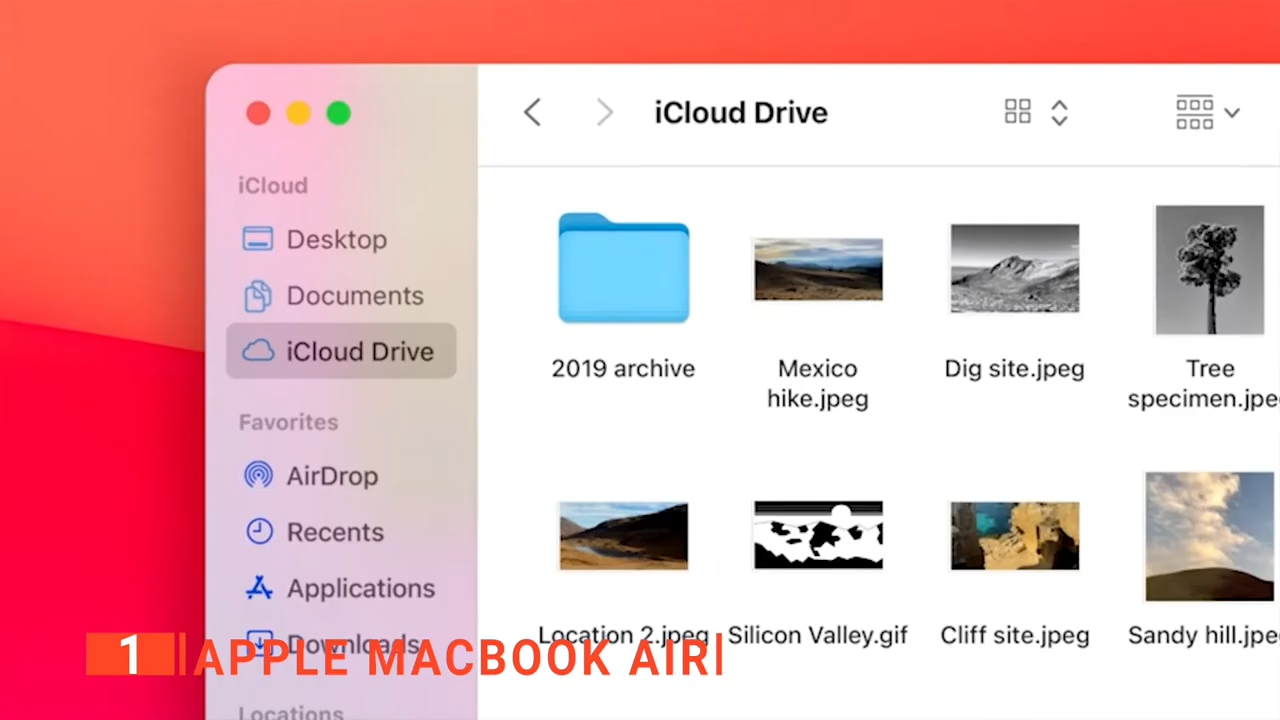 iCloud Drive
iCloud
Desktop
Documents
iCloud Drive
Favorites
AirDrop
Recents
Applications
Downloads
Locations
2019 archive
Mexico
hike.jpeg
Dig site.jpeg
Tree
specimen.jpe
Location 2.jpeg
Silicon Valley.gif
Cliff site.jpeg
Sandy hill.jpe
1 APPLE MACBOOK AIR